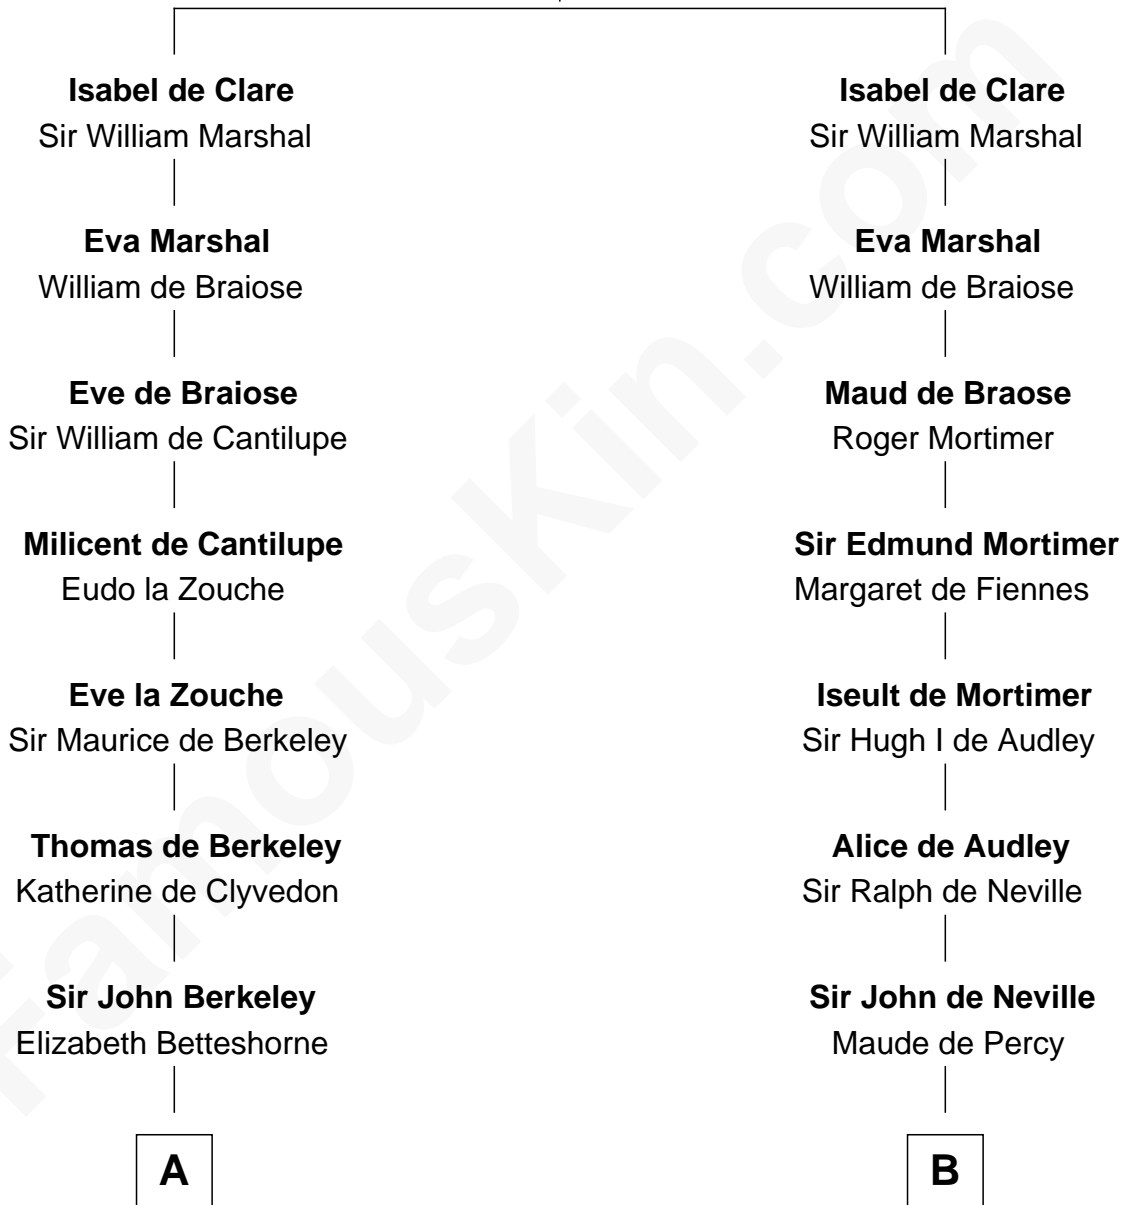 Isabel de Clare
Sir William Marshal
Eva Marshal
William de Braiose
Eve de Braiose
Sir William de Cantilupe
Milicent de Cantilupe
Eudo la Zouche
Eve la Zouche
Sir Maurice de Berkeley
Thomas de Berkeley
Katherine de Clyvedon
Sir John Berkeley
Elizabeth Betteshorne
A
Isabel de Clare
Sir William Marshal
Eva Marshal
William de Braiose
Maud de Braose
Roger Mortimer
Sir Edmund Mortimer
Margaret de Fiennes
Iseult de Mortimer
Sir Hugh I de Audley
Alice de Audley
Sir Ralph de Neville
Sir John de Neville
Maude de Percy
B
FamousKin.com